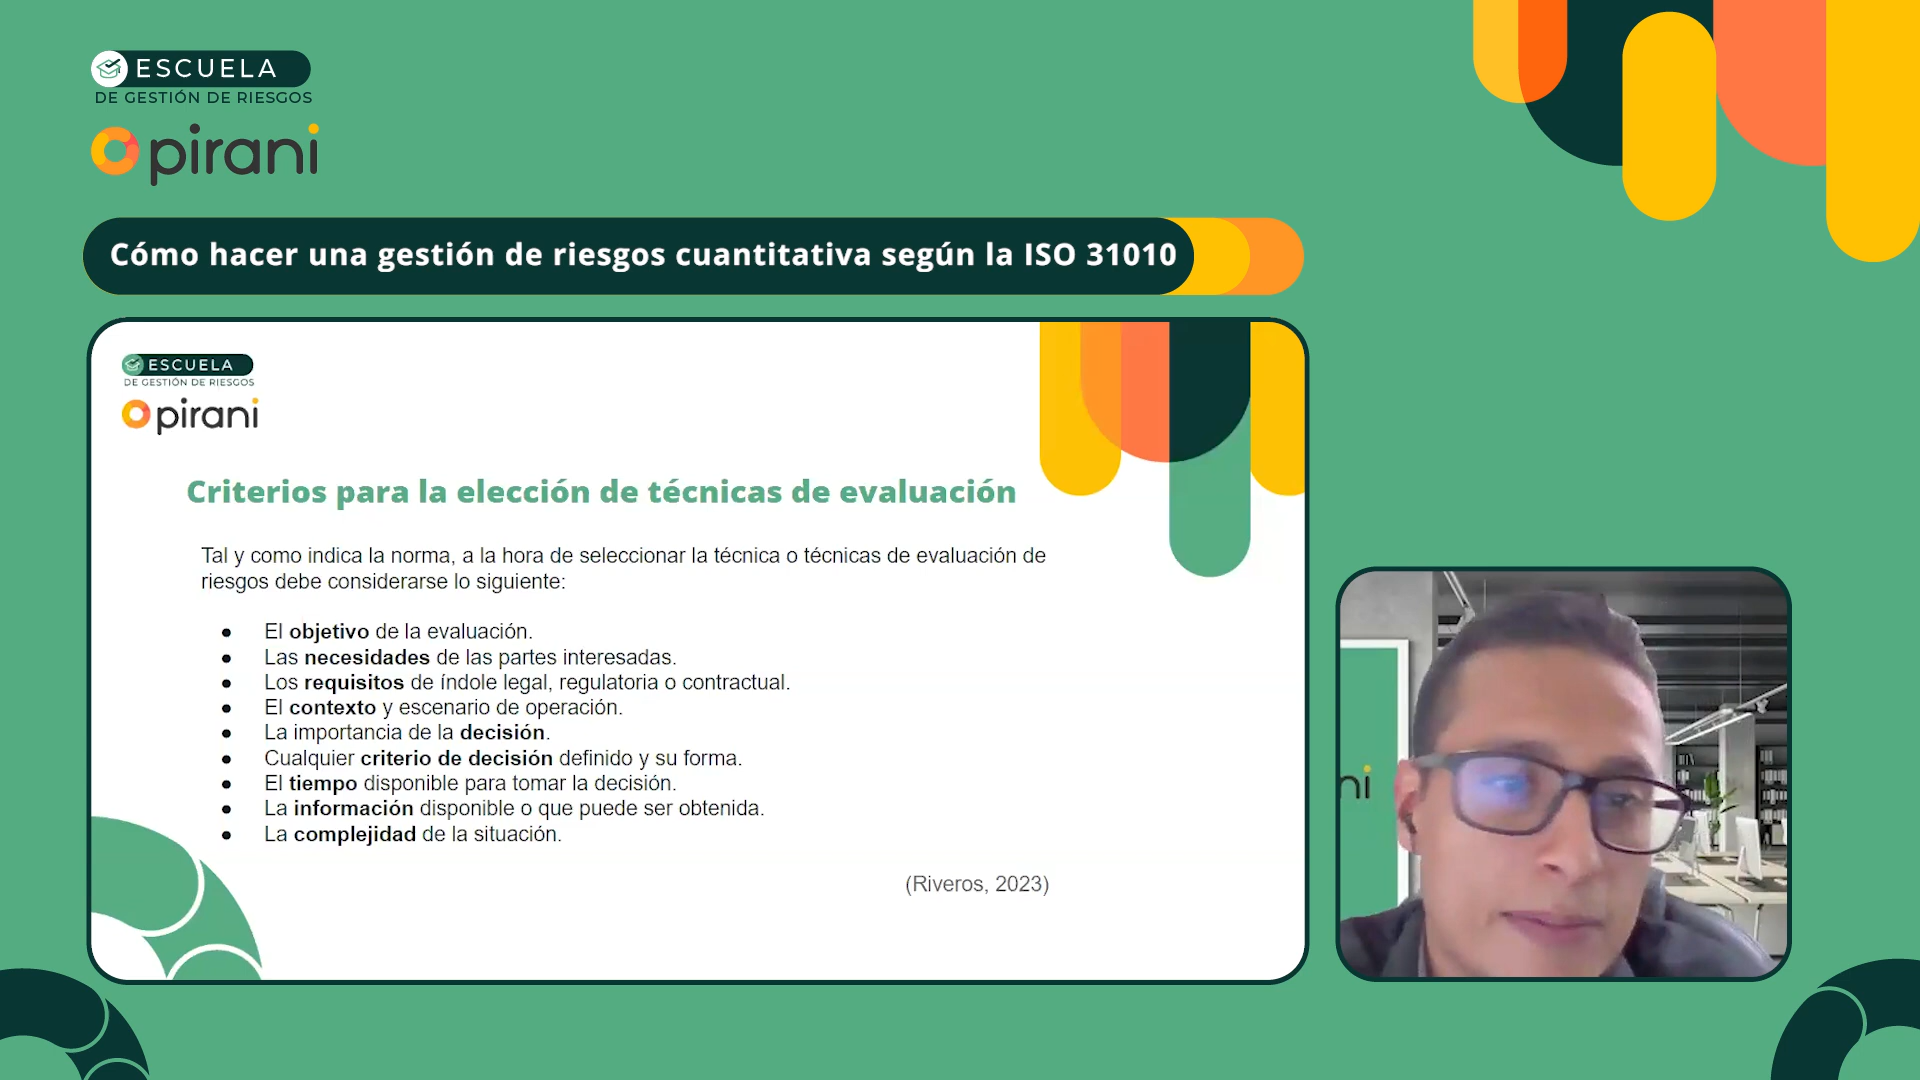 ESCUELA
DE GESTIÓN DE RIESGOS
pirani
Cómo hacer una gestión de riesgos cuantitativa según la ISO 31010
ESCUELA
DE GESTIÓN DE RIESGOS
pirani
Criterios para la elección de técnicas de evaluación
Tal y como indica la norma, a la hora de seleccionar la técnica o técnicas de evaluación de
riesgos debe considerarse lo siguiente:
● El objetivo de la evaluación.
● Las necesidades de las partes interesadas.
● Los requisitos de índole legal, regulatoria o contractual.
● El contexto y escenario de operación.
● La importancia de la decisión.
● Cualquier criterio de decisión definido y su forma.
● El tiempo disponible para tomar la decisión.
● La información disponible o que puede ser obtenida.
● La complejidad de la situación.
(Riveros, 2023)
ni